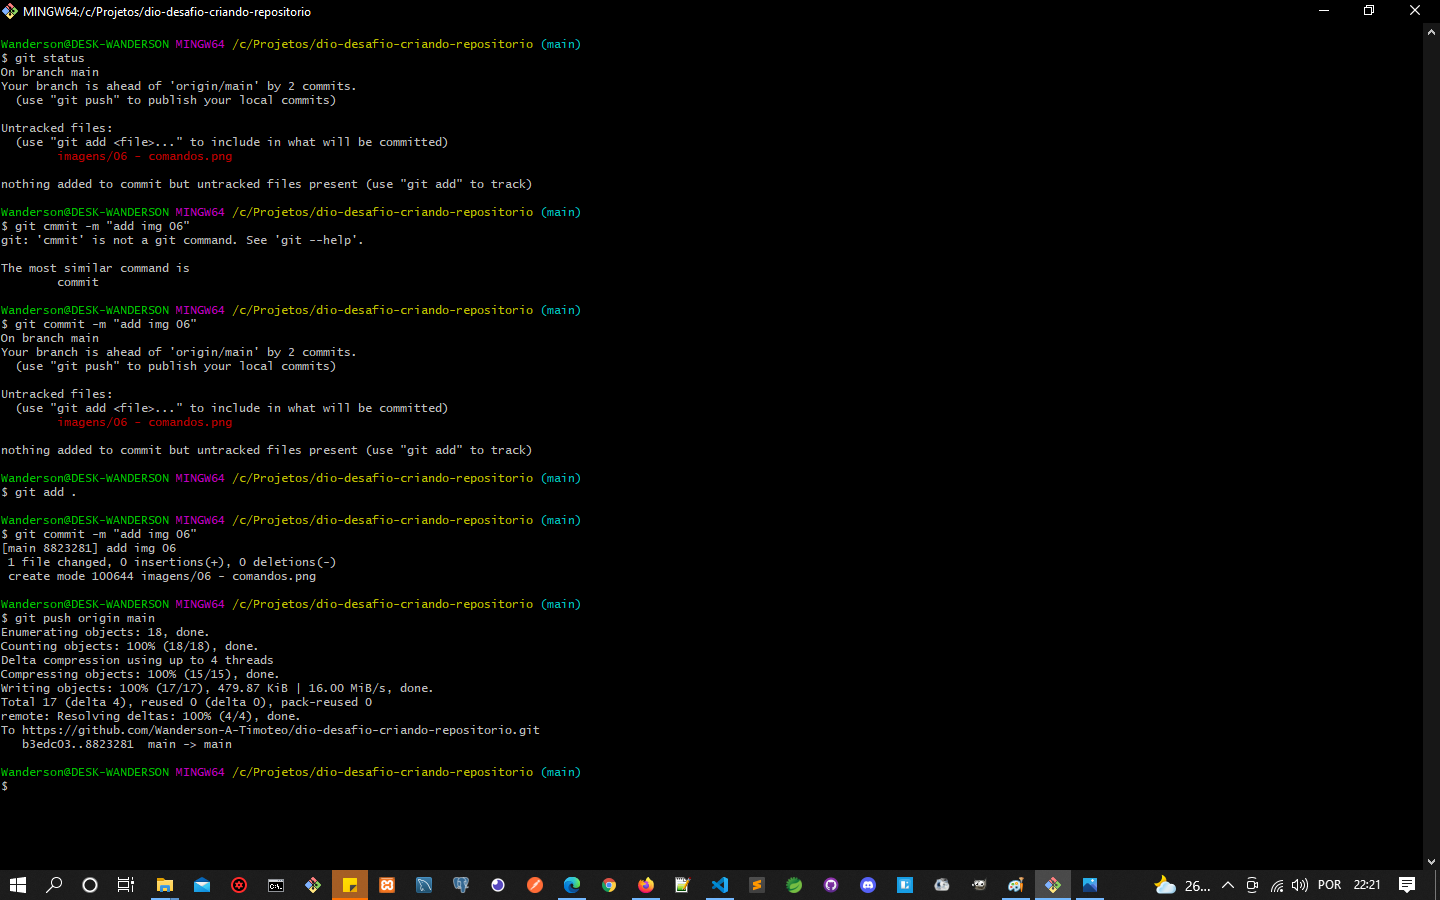 MINGW64:/c/Projetos/dio-desafio-criando-repositorio
Wanderson@DESK-WANDERSON MINGW64 /c/Projetos/dio-desafio-criando-repositorio (main)
$ git status
On branch main
Your branch is ahead of 'origin/main' by 2 commits.
  (use "git push" to publish your local commits)
Untracked files:
  (use "git add <file>..." to include in what will be committed)
        imagens/06 - comandos.png
nothing added to commit but untracked files present (use "git add" to track)
Wanderson@DESK-WANDERSON MINGW64 /c/Projetos/dio-desafio-criando-repositorio (main)
$ git cmmit -m "add img 06"
git: 'cmmit' is not a git command. See 'git --help'.
The most similar command is
        commit
Wanderson@DESK-WANDERSON MINGW64 /c/Projetos/dio-desafio-criando-repositorio (main)
$ git commit -m "add img 06"
On branch main
Your branch is ahead of 'origin/main' by 2 commits.
  (use "git push" to publish your local commits)
Untracked files:
  (use "git add <file>..." to include in what will be committed)
        imagens/06 - comandos.png
nothing added to commit but untracked files present (use "git add" to track)
Wanderson@DESK-WANDERSON MINGW64 /c/Projetos/dio-desafio-criando-repositorio (main)
$ git add .
Wanderson@DESK-WANDERSON MINGW64 /c/Projetos/dio-desafio-criando-repositorio (main)
$ git commit -m "add img 06"
[main 8823281] add img 06
 1 file changed, 0 insertions(+), 0 deletions(-)
 create mode 100644 imagens/06 - comandos.png
Wanderson@DESK-WANDERSON MINGW64 /c/Projetos/dio-desafio-criando-repositorio (main)
$ git push origin main
Enumerating objects: 18, done.
Counting objects: 100% (18/18), done.
Delta compression using up to 4 threads
Compressing objects: 100% (15/15), done.
Writing objects: 100% (17/17), 479.87 KiB | 16.00 MiB/s, done.
Total 17 (delta 4), reused 0 (delta 0), pack-reused 0
remote: Resolving deltas: 100% (4/4), done.
To https://github.com/Wanderson-A-Timoteo/dio-desafio-criando-repositorio.git
   b3edc03..8823281  main -> main
Wanderson@DESK-WANDERSON MINGW64 /c/Projetos/dio-desafio-criando-repositorio (main)
$
26... POR 22:21